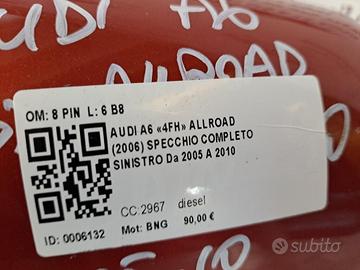 AUDI A6
ALLROAD
OM: 8 PIN L: 6 B8
AUDI A6 «4FH» ALLROAD
(2006) SPECCHIO COMPLETO
SINISTRO Da 2005 A 2010
CC:2967 diesel
ID: 0006132 Mot: BNG 90,00 €
subito